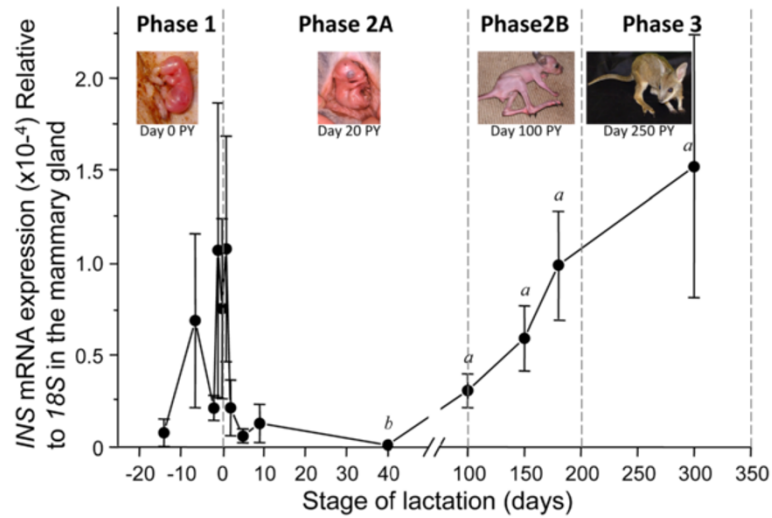 Phase 1
Phase 2A
Phase2B
Phase 3
Day 0 PY
Day 20 PY
Day 100 PY
Day 250 PY
INS mRNA expression (x10-⁴) Relative
to 18S in the mammary gland
2.0
1.5
1.0
0.5
0
a
a
a
a
b
-20 -10 0 10 20 30 40 100 150 200 250 300 350
Stage of lactation (days)